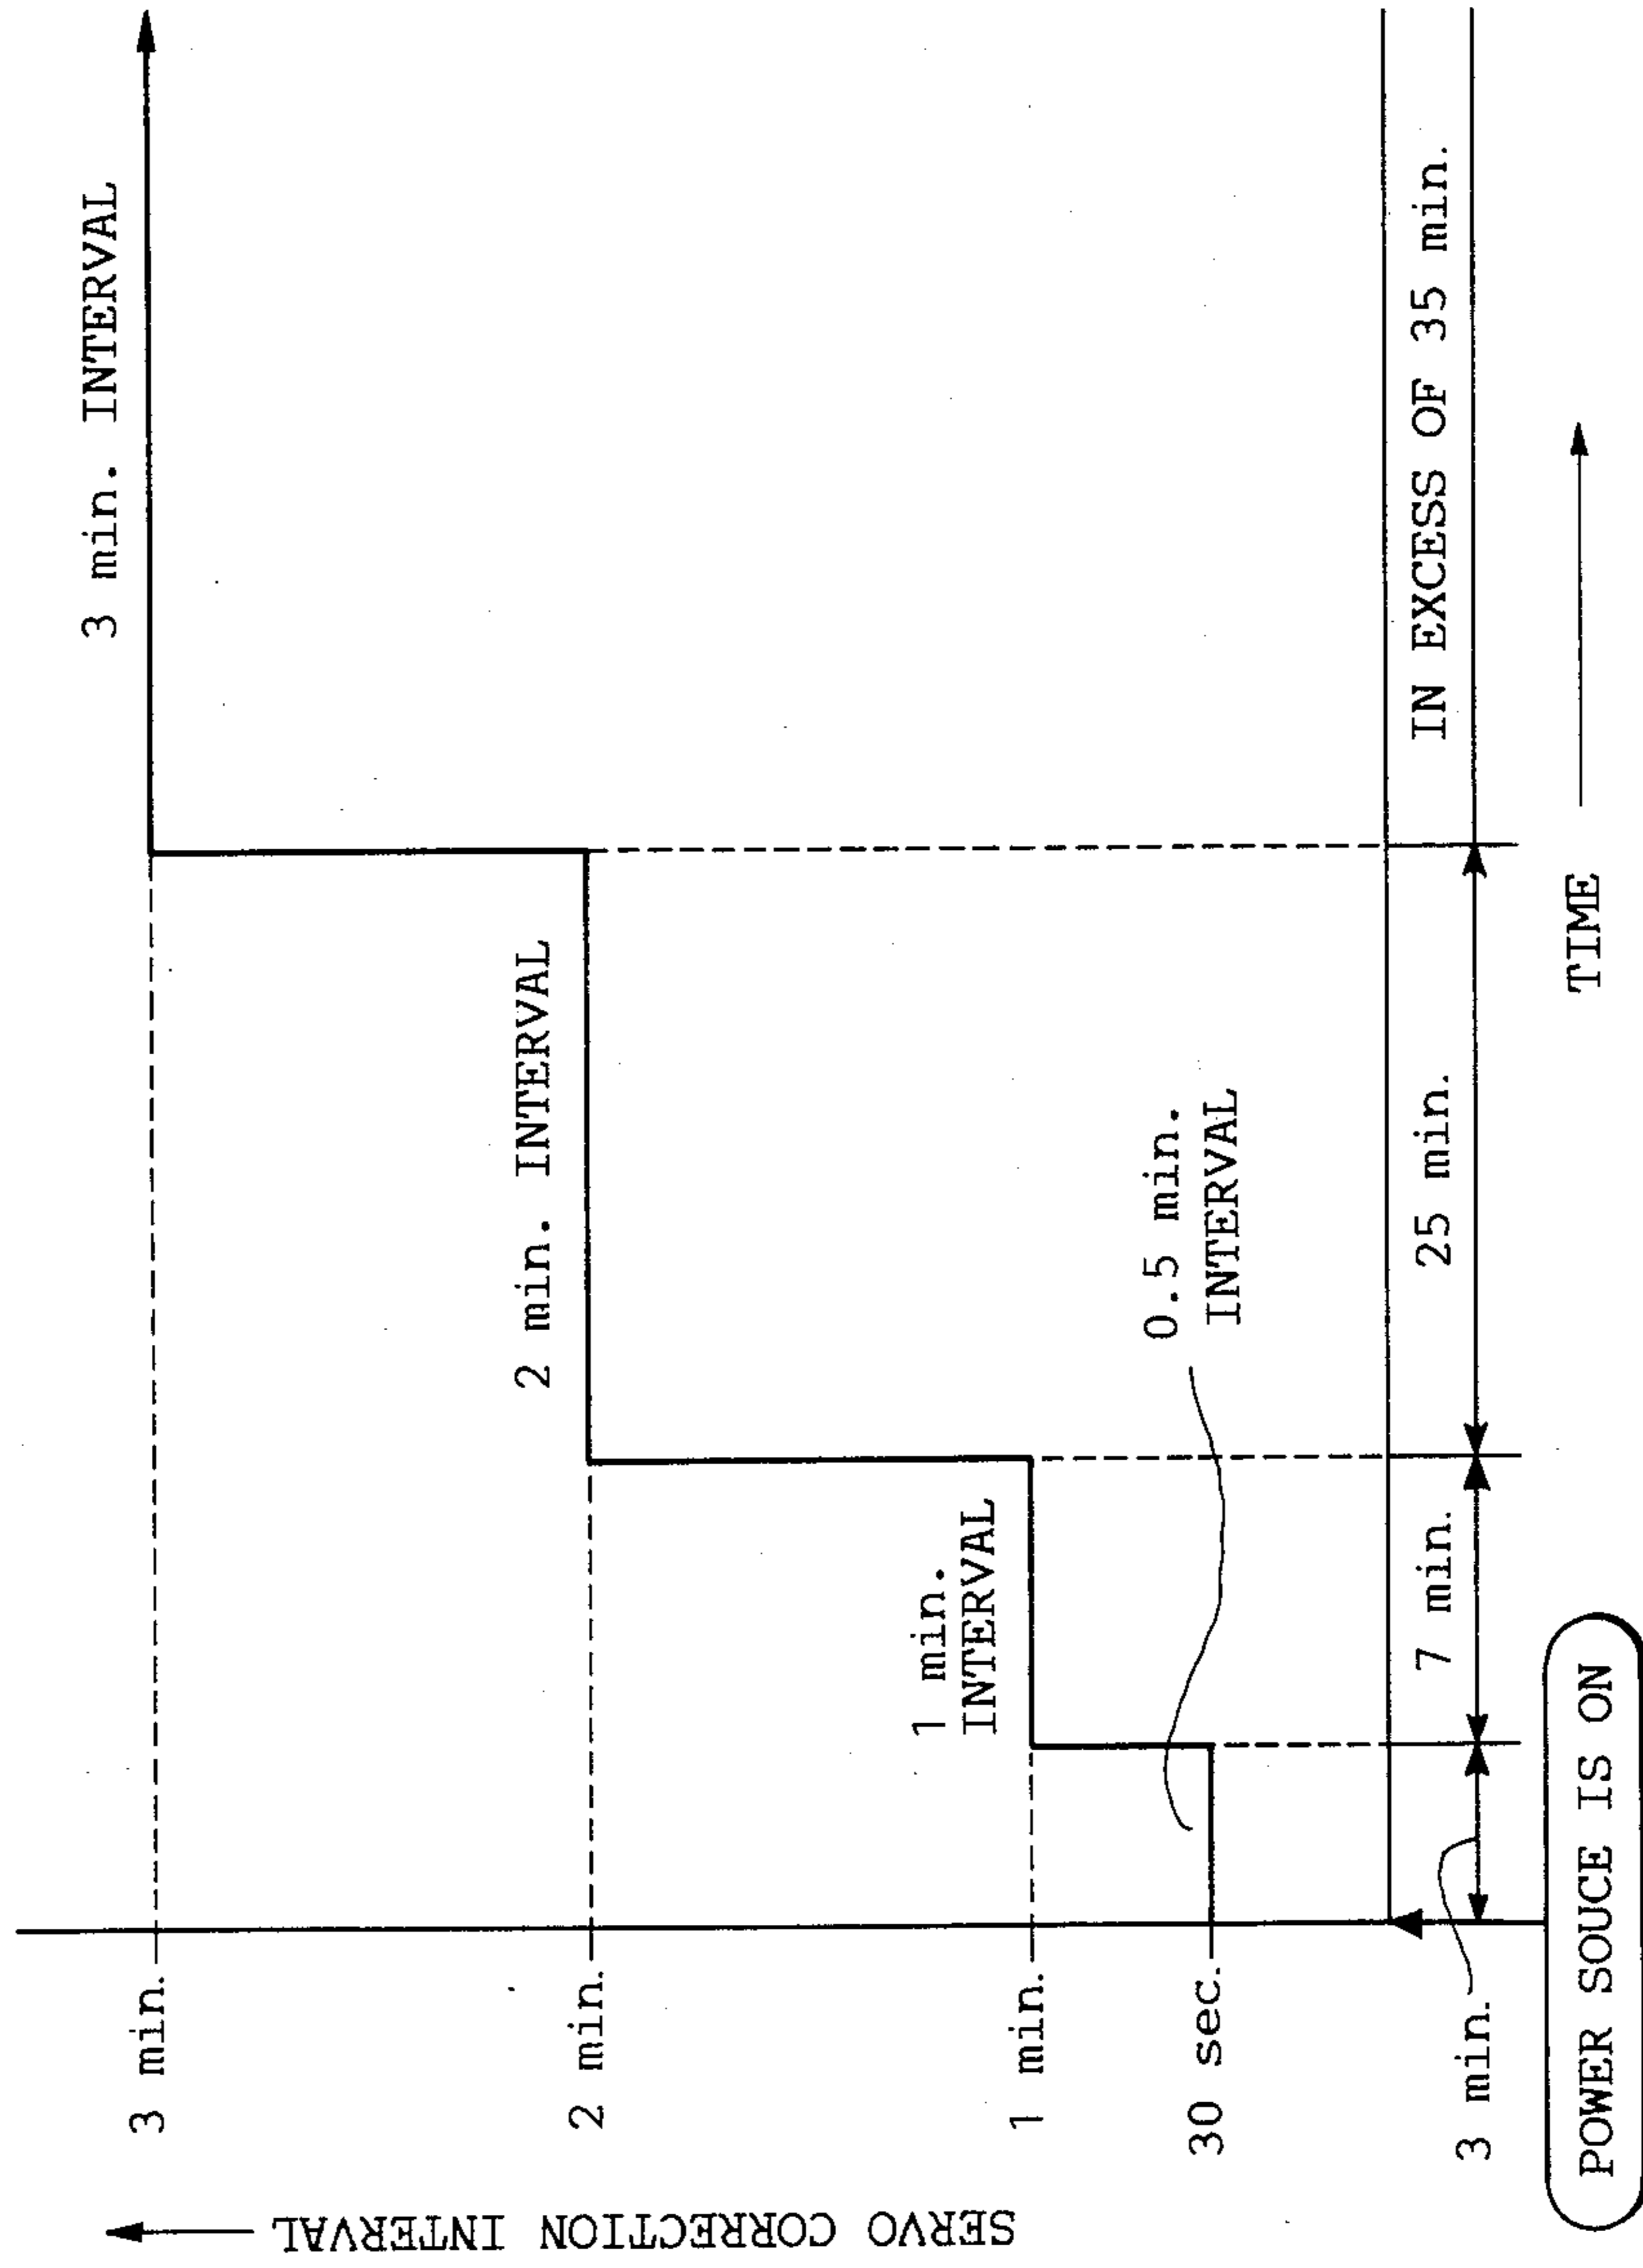 SERVO CORRECTION INTERVAL
3 min.
2 min.
1 min.
30 sec.
3 min. INTERVAL
2 min. INTERVAL
1 min.
INTERVAL
0.5 min.
INTERVAL
3 min.
7 min.
25 min.
IN EXCESS OF 35 min.
POWER SOUCE IS ON
TIME